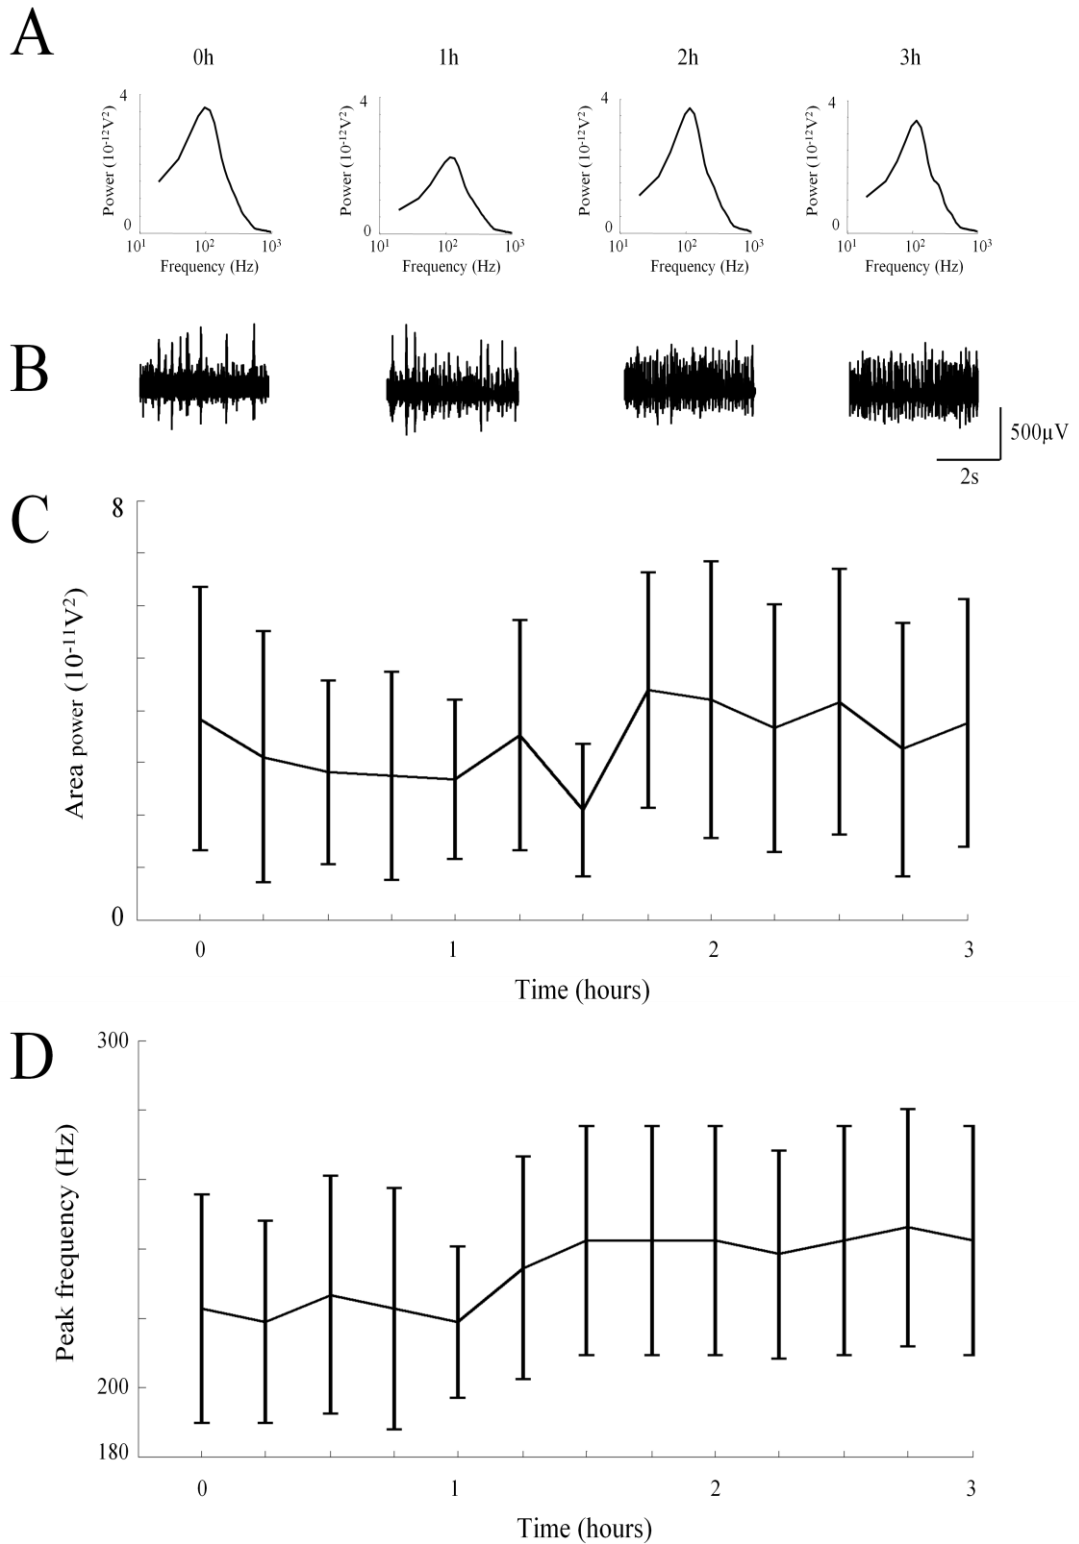 A
0h 1h 2h 3h
Power (10⁻¹²V²)
4
0
10¹ 10² 10³
Frequency (Hz)
Power (10⁻¹²V²)
4
0
10¹ 10² 10³
Frequency (Hz)
Power (10⁻¹²V²)
4
0
10¹ 10² 10³
Frequency (Hz)
Power (10⁻¹²V²)
4
0
10¹ 10² 10³
Frequency (Hz)
B
500µV
2s
C
8
Area power (10⁻¹¹V²)
0
0 1 2 3
Time (hours)
D
300
Peak frequency (Hz)
200
180
0 1 2 3
Time (hours)